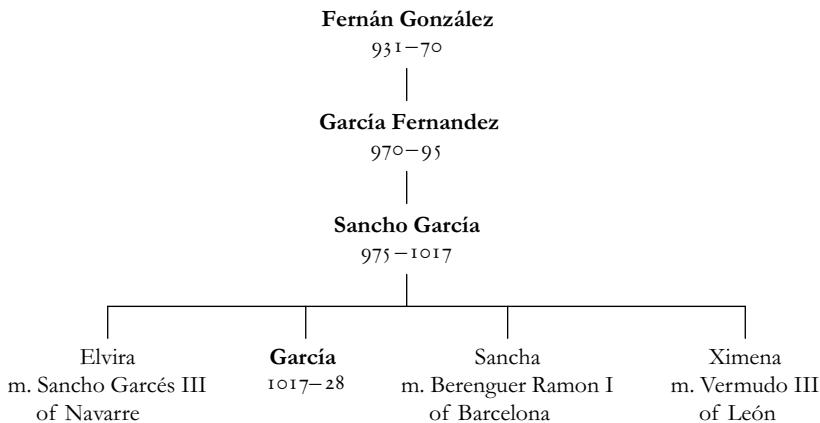 Fernán González
931–70
García Fernandez
970–95
Sancho García
975–1017
Elvira
m. Sancho Garcés III
of Navarre
García
1017–28
Sancha
m. Berenguer Ramon I
of Barcelona
Ximena
m. Vermudo III
of León